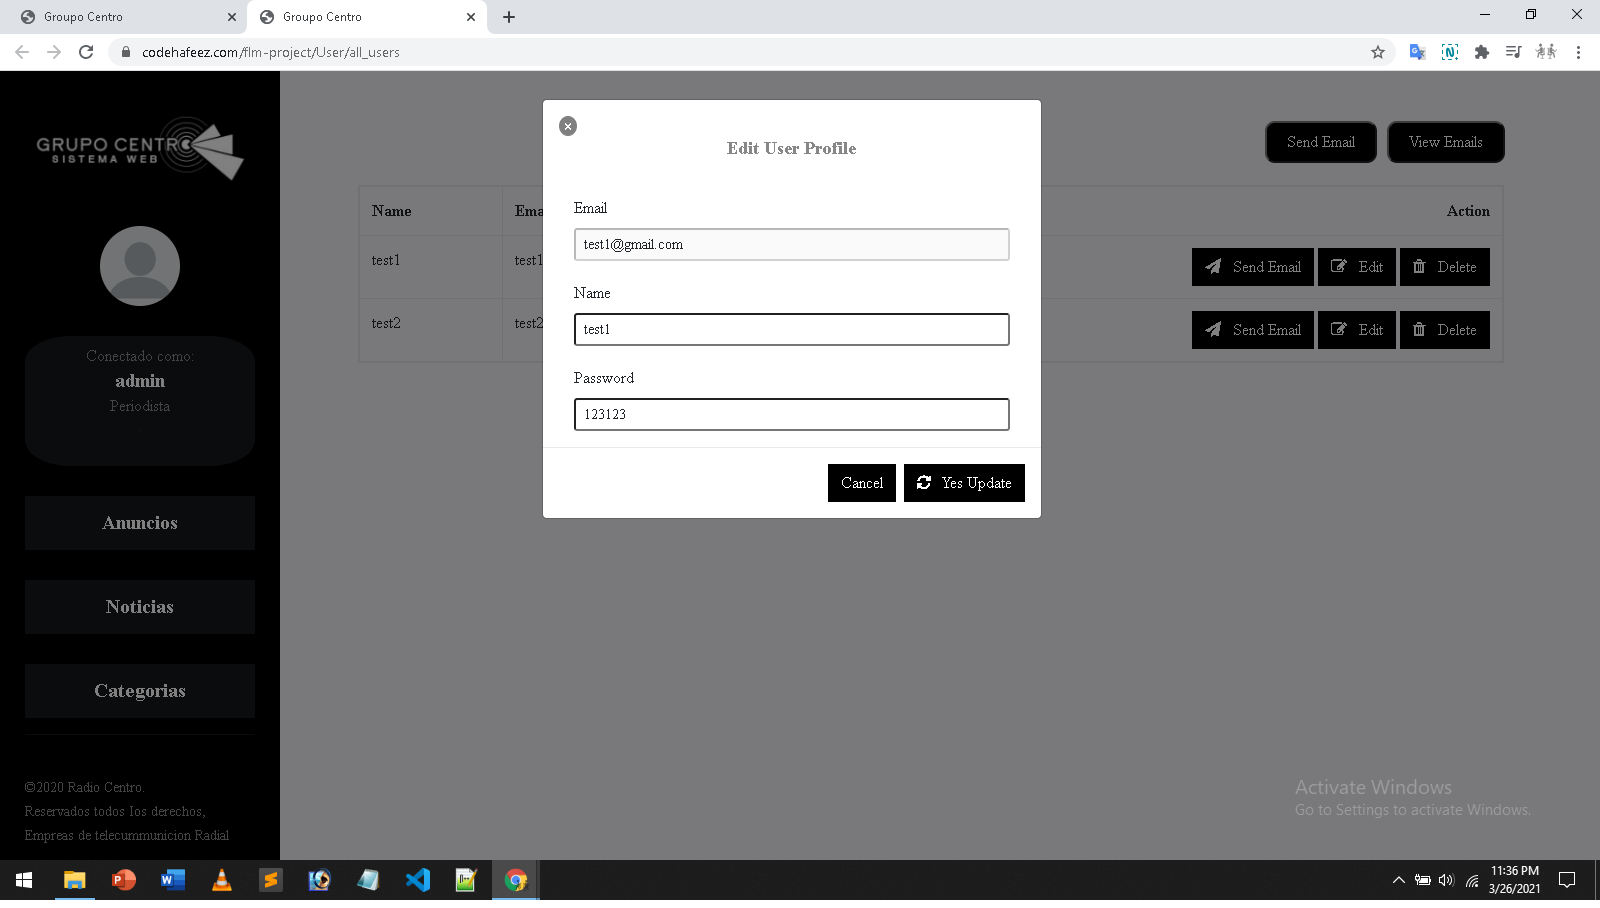 Groupo Centro
Groupo Centro
codehafeez.com/flm-project/User/all_users
GRUPO CENTRO
SISTEMA WEB
Conectado como:
admin
Periodista
Anuncios
Noticias
Categorias
©2020 Radio Centro.
Reservados todos Ios derechos,
Empreas de telecummunicion Radial
Send Email
View Emails
Name
Ema
Action
test1
test1
Send Email
Edit
Delete
test2
test2
Send Email
Edit
Delete
Edit User Profile
Email
test1@gmail.com
Name
test1
Password
123123
Cancel
Yes Update
Activate Windows
Go to Settings to activate Windows.
11:36 PM
3/26/2021